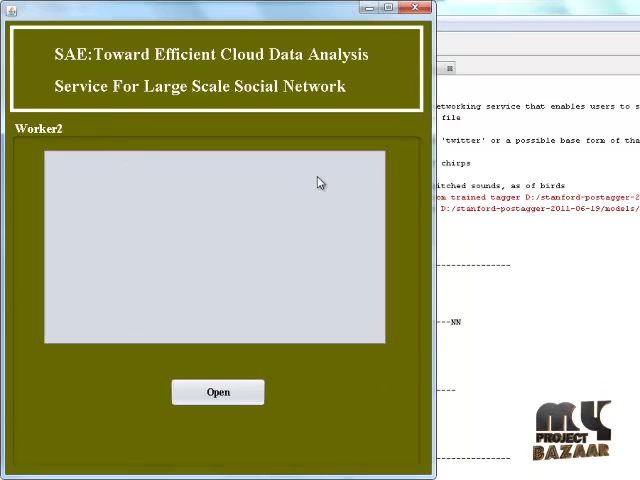 SAE:Toward Efficient Cloud Data Analysis
Service For Large Scale Social Network
Worker2
Open
etworking service that enables users to s
file
'twitter' or a possible base form of tha
chirps
itched sounds, as of birds
om trained tagger D:/stanford-postagger-2
D:/stanford-postagger-2011-06-19/models/
---------------
---NN
----
---------------
MY
PROJECT
BAZAAR